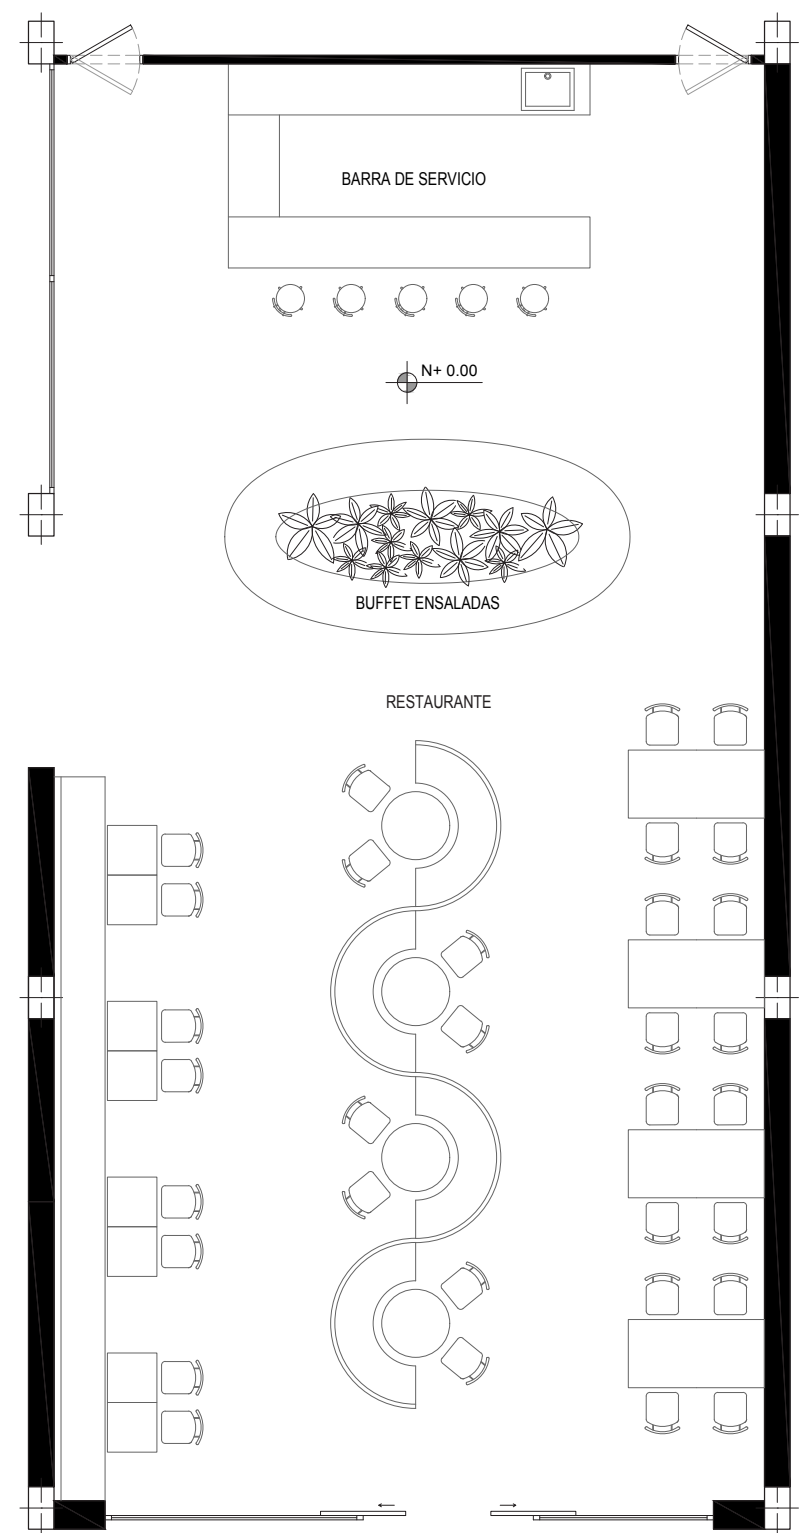 BARRA DE SERVICIO
N+ 0.00
BUFFET ENSALADAS
RESTAURANTE